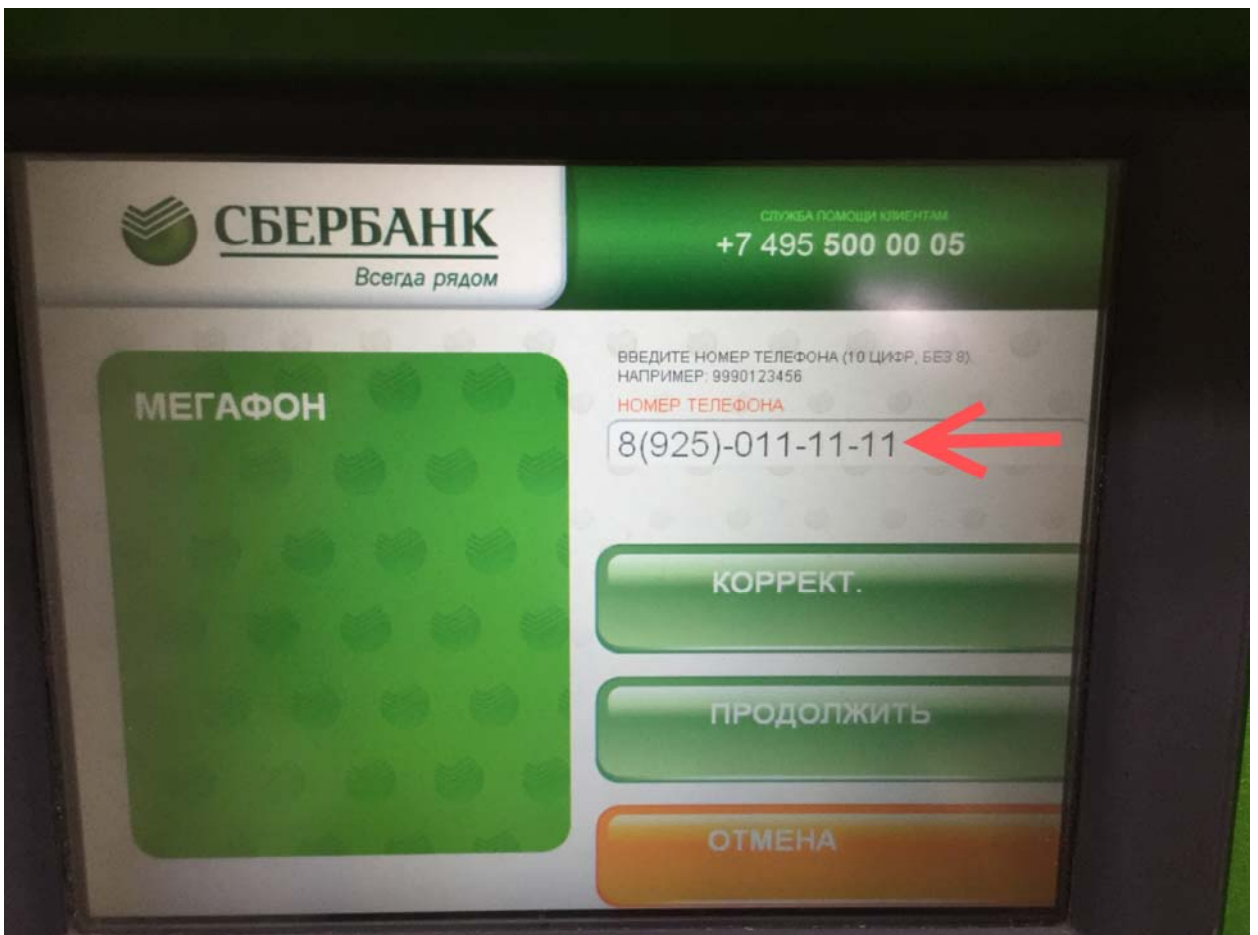 СБЕРБАНК
Всегда рядом
СЛУЖБА ПОМОЩИ КЛИЕНТАМ
+7 495 500 00 05
МЕГАФОН
ВВЕДИТЕ НОМЕР ТЕЛЕФОНА (10 ЦИФР, БЕЗ 8).
НАПРИМЕР: 9990123456
НОМЕР ТЕЛЕФОНА
8(925)-011-11-11
КОРРЕКТ.
ПРОДОЛЖИТЬ
ОТМЕНА